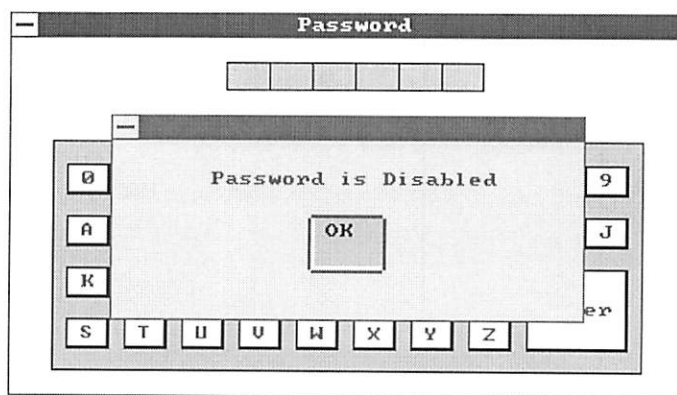 Password
Password is Disabled
0 9
OK
A J
K er
S T U V W X Y Z